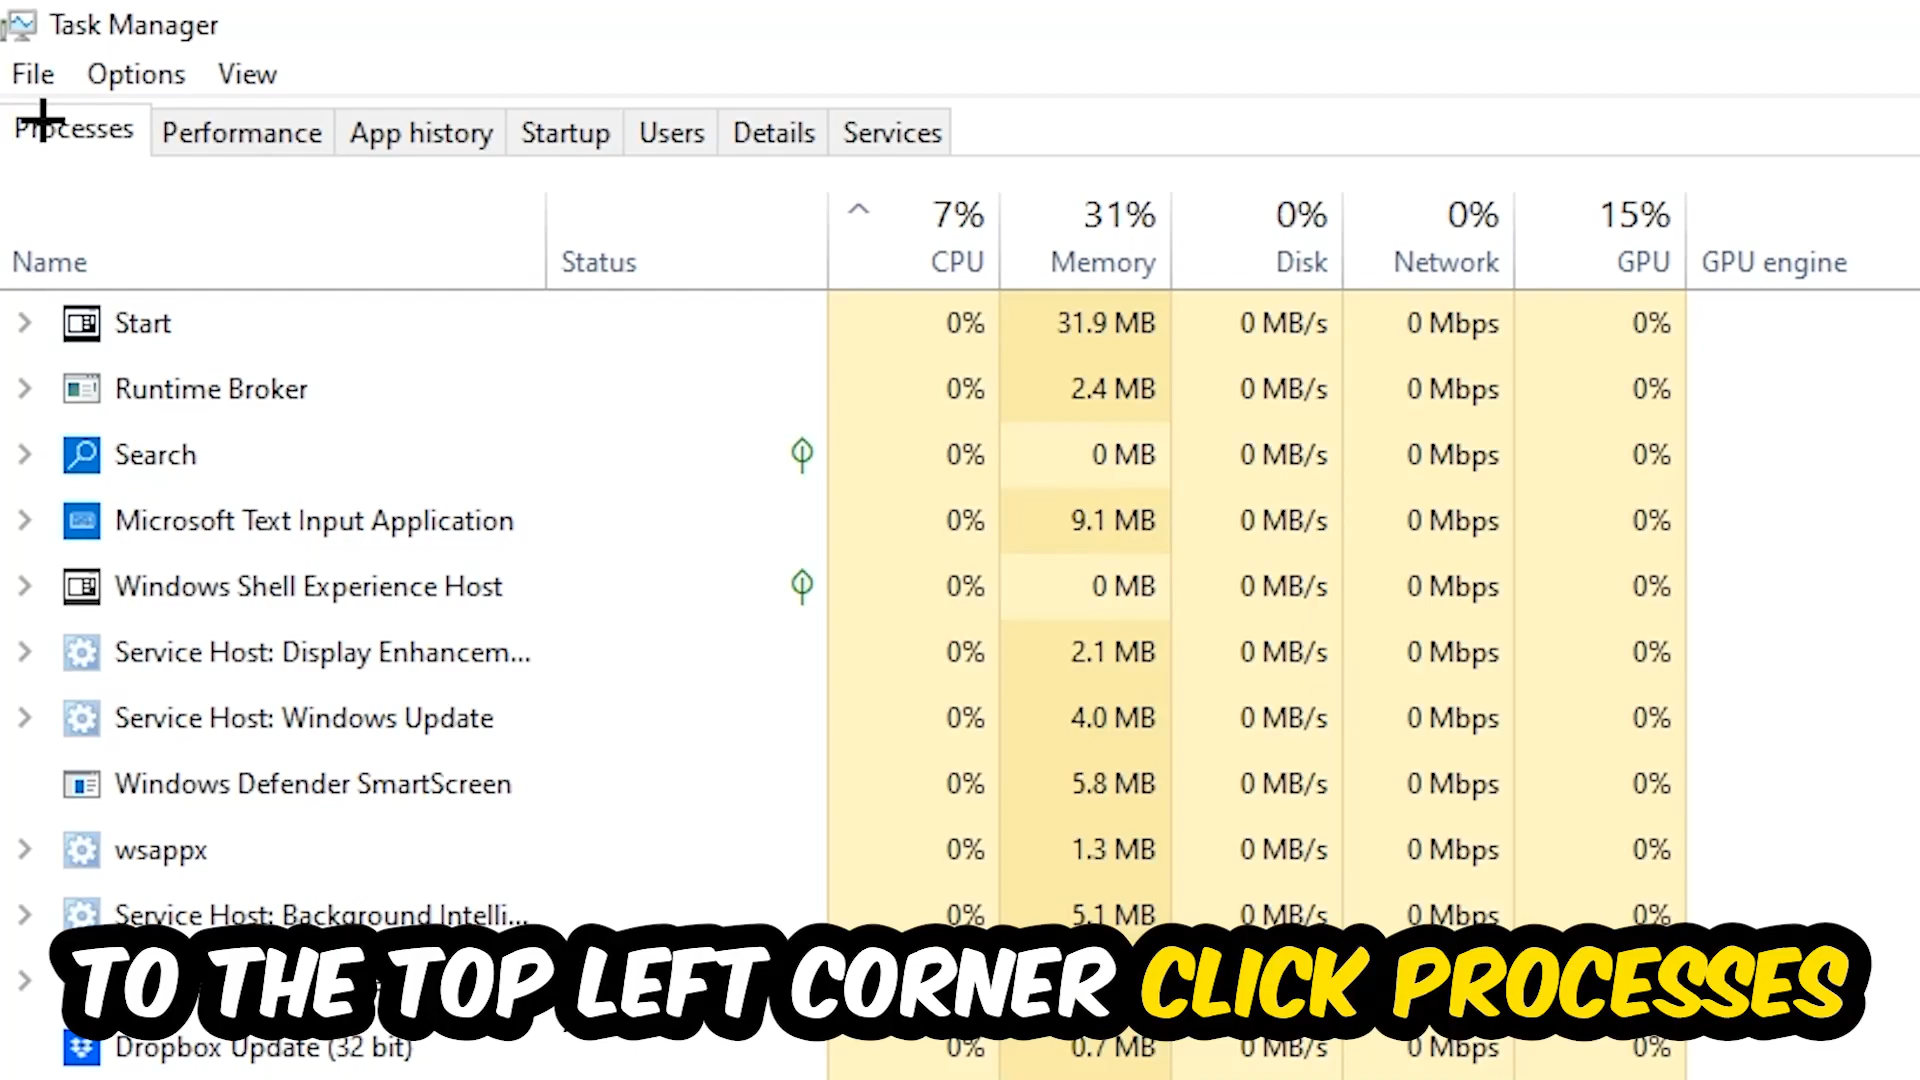 Task Manager
File Options View
Processes Performance App history Startup Users Details Services
7% 31% 0% 0% 15%
Name Status CPU Memory Disk Network GPU GPU engine
Start 0% 31.9 MB 0 MB/s 0 Mbps 0%
Runtime Broker 0% 2.4 MB 0 MB/s 0 Mbps 0%
Search 0% 0 MB 0 MB/s 0 Mbps 0%
Microsoft Text Input Application 0% 9.1 MB 0 MB/s 0 Mbps 0%
Windows Shell Experience Host 0% 0 MB 0 MB/s 0 Mbps 0%
Service Host: Display Enhancem... 0% 2.1 MB 0 MB/s 0 Mbps 0%
Service Host: Windows Update 0% 4.0 MB 0 MB/s 0 Mbps 0%
Windows Defender SmartScreen 0% 5.8 MB 0 MB/s 0 Mbps 0%
wsappx 0% 1.3 MB 0 MB/s 0 Mbps 0%
Service Host: Background Intelli... 0% 5.1 MB 0 MB/s 0 Mbps 0%
TO THE TOP LEFT CORNER CLICK PROCESSES
Dropbox Update (32 bit) 0% 0.7 MB 0 MB/s 0 Mbps 0%